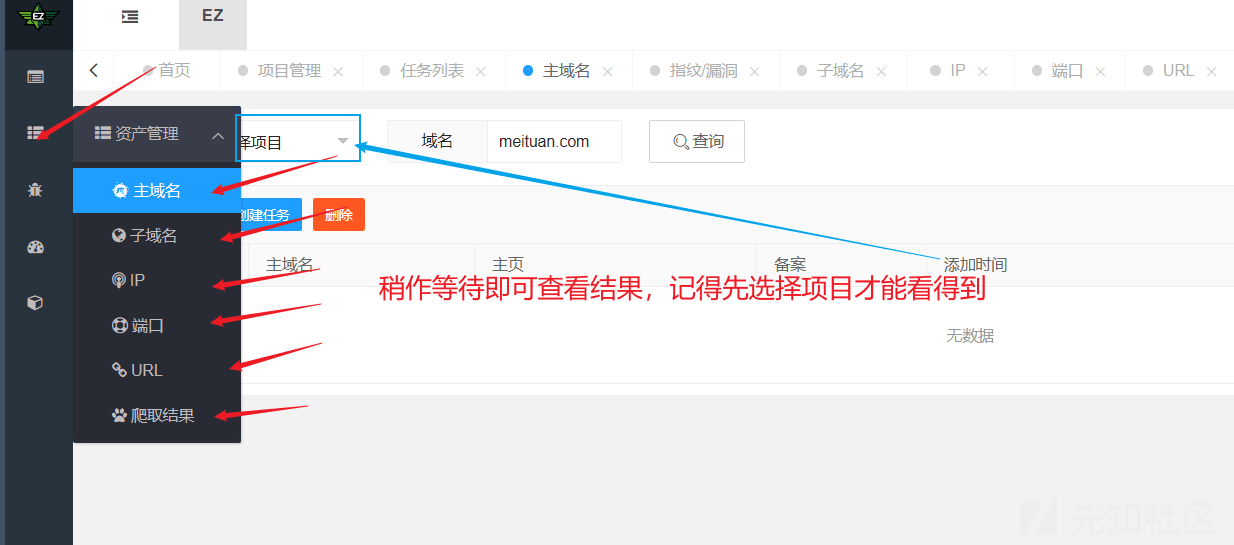 EZ
EZ
首页
项目管理
任务列表
主域名
指纹/漏洞
子域名
IP
端口
URL
资产管理
择项目
域名
meituan.com
查询
主域名
创建任务
删除
子域名
主域名
主页
备案
添加时间
IP
稍作等待即可查看结果，记得先选择项目才能看得到
端口
无数据
URL
爬取结果
先知社区